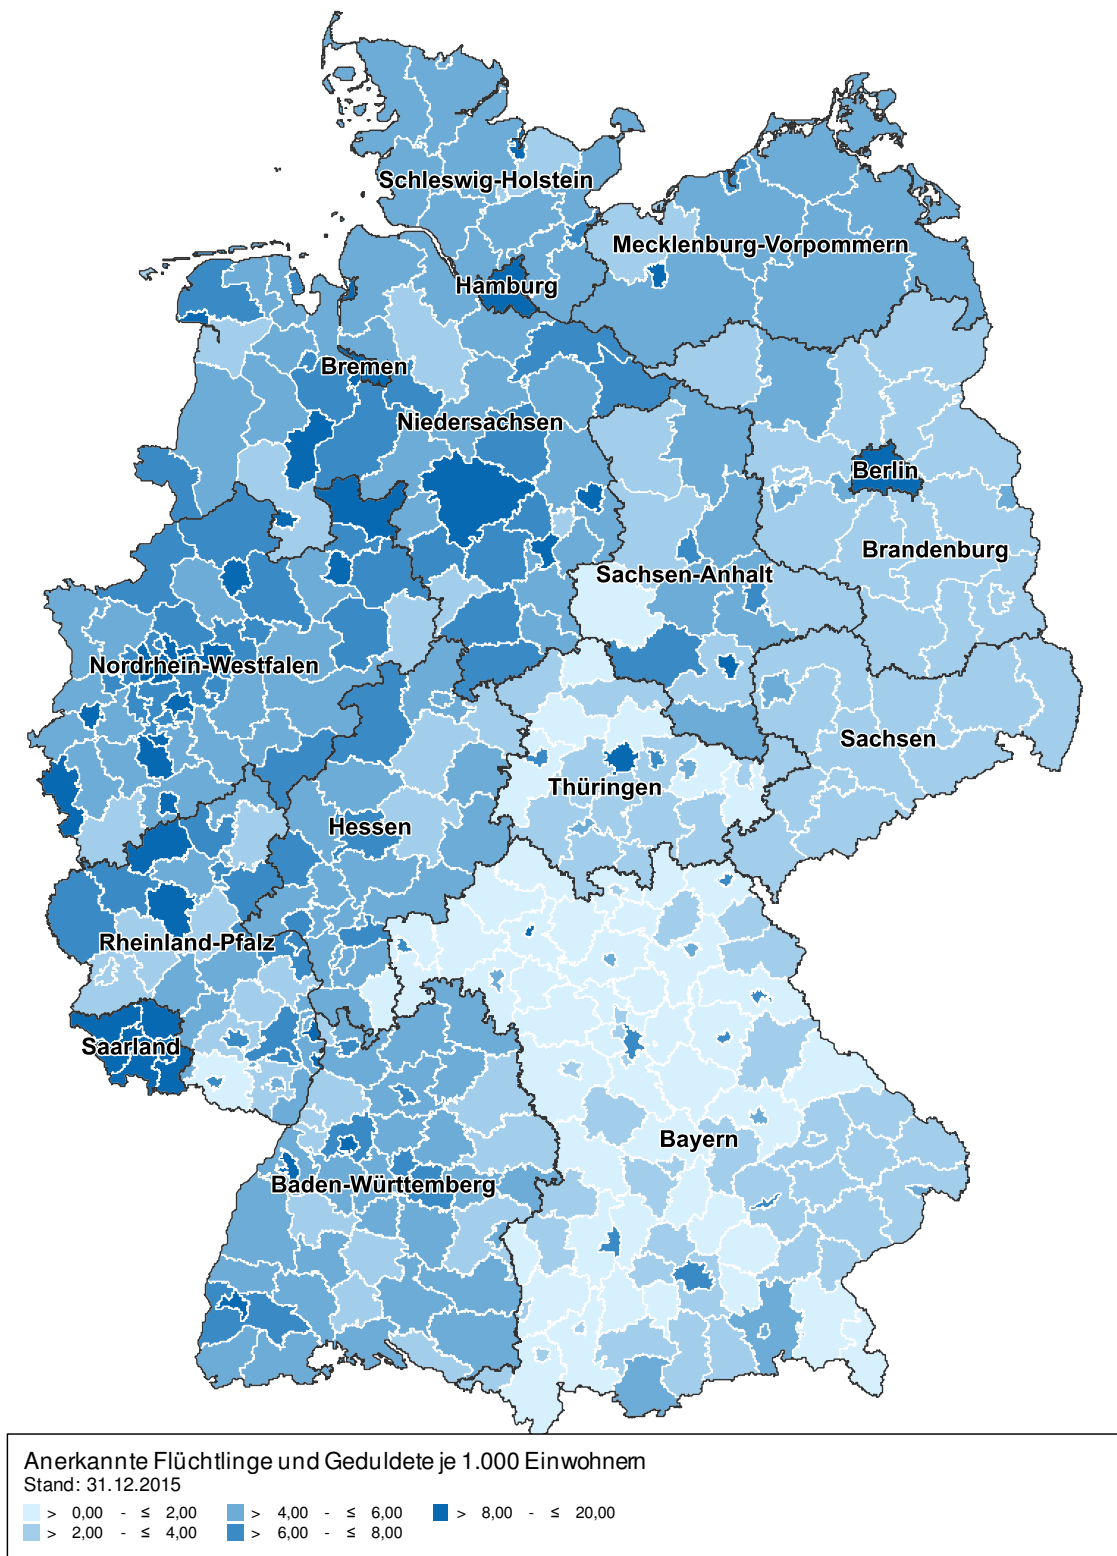 Schleswig-Holstein
Mecklenburg-Vorpommern
Hamburg
Bremen
Niedersachsen
Berlin
Brandenburg
Sachsen-Anhalt
Nordrhein-Westfalen
Sachsen
Thüringen
Hessen
Rheinland-Pfalz
Saarland
Bayern
Baden-Württemberg
Anerkannte Flüchtlinge und Geduldete je 1.000 Einwohnern
Stand: 31.12.2015
> 0,00 - ≤ 2,00 > 4,00 - ≤ 6,00 > 8,00 - ≤ 20,00
> 2,00 - ≤ 4,00 > 6,00 - ≤ 8,00